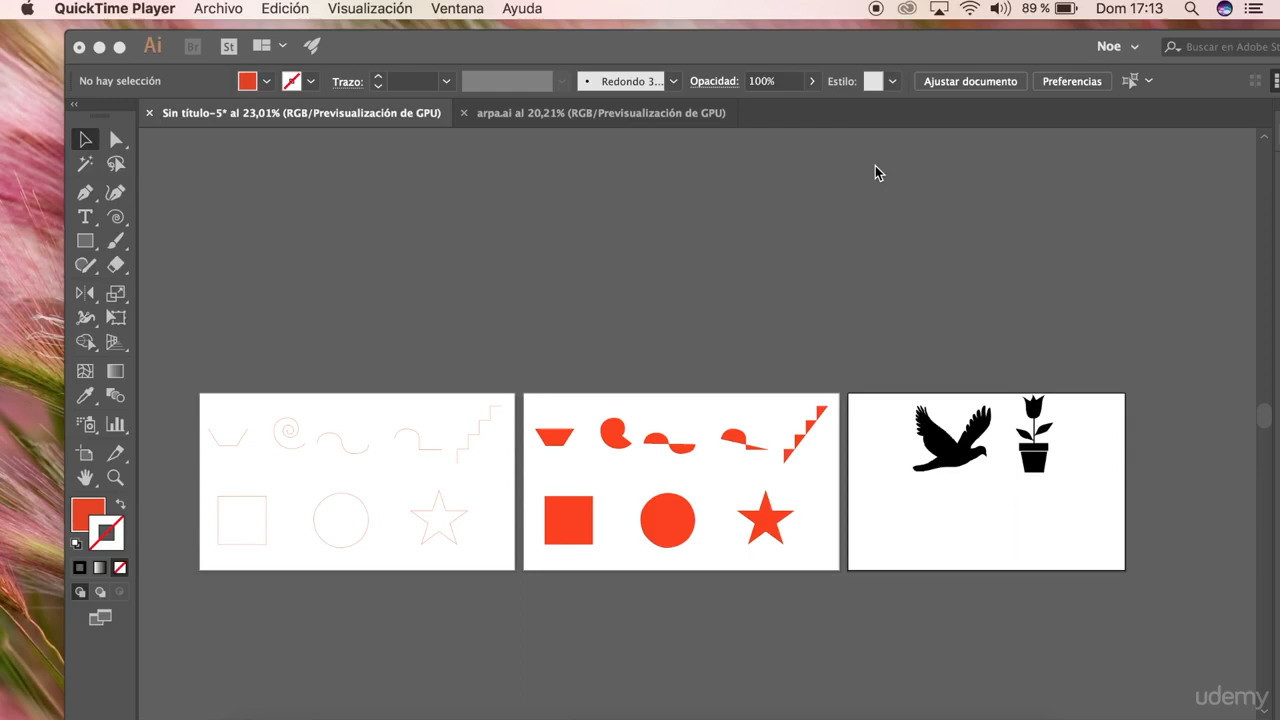 QuickTime Player Archivo Edición Visualización Ventana Ayuda 89 % Dom 17:13
Ai Br St Noe Buscar en Adobe S
No hay selección Trazo: Redondo 3... Opacidad: 100% Estilo: Ajustar documento Preferencias
Sin título-5* al 23,01% (RGB/Previsualización de GPU) arpa.ai al 20,21% (RGB/Previsualización de GPU)
T
udemy